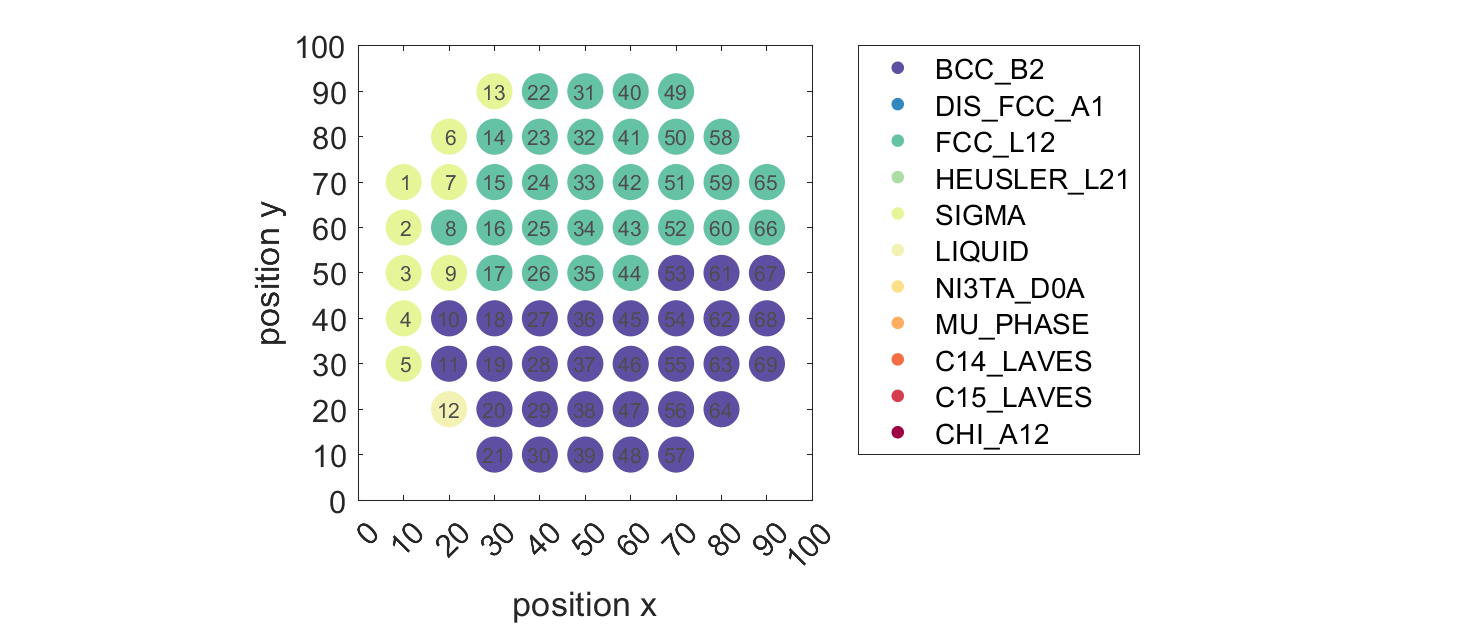 100
90
80
70
60
50
40
30
20
10
0
13 22 31 40 49
6 14 23 32 41 50 58
1 7 15 24 33 42 51 59 65
2 8 16 25 34 43 52 60 66
3 9 17 26 35 44 53 61 67
4 10 18 27 36 45 54 62 68
5 11 19 28 37 46 55 63 69
12 20 29 38 47 56 64
21 30 39 48 57
0 10 20 30 40 50 60 70 80 90 100
position x
position y
BCC_B2
DIS_FCC_A1
FCC_L12
HEUSLER_L21
SIGMA
LIQUID
NI3TA_D0A
MU_PHASE
C14_LAVES
C15_LAVES
CHI_A12